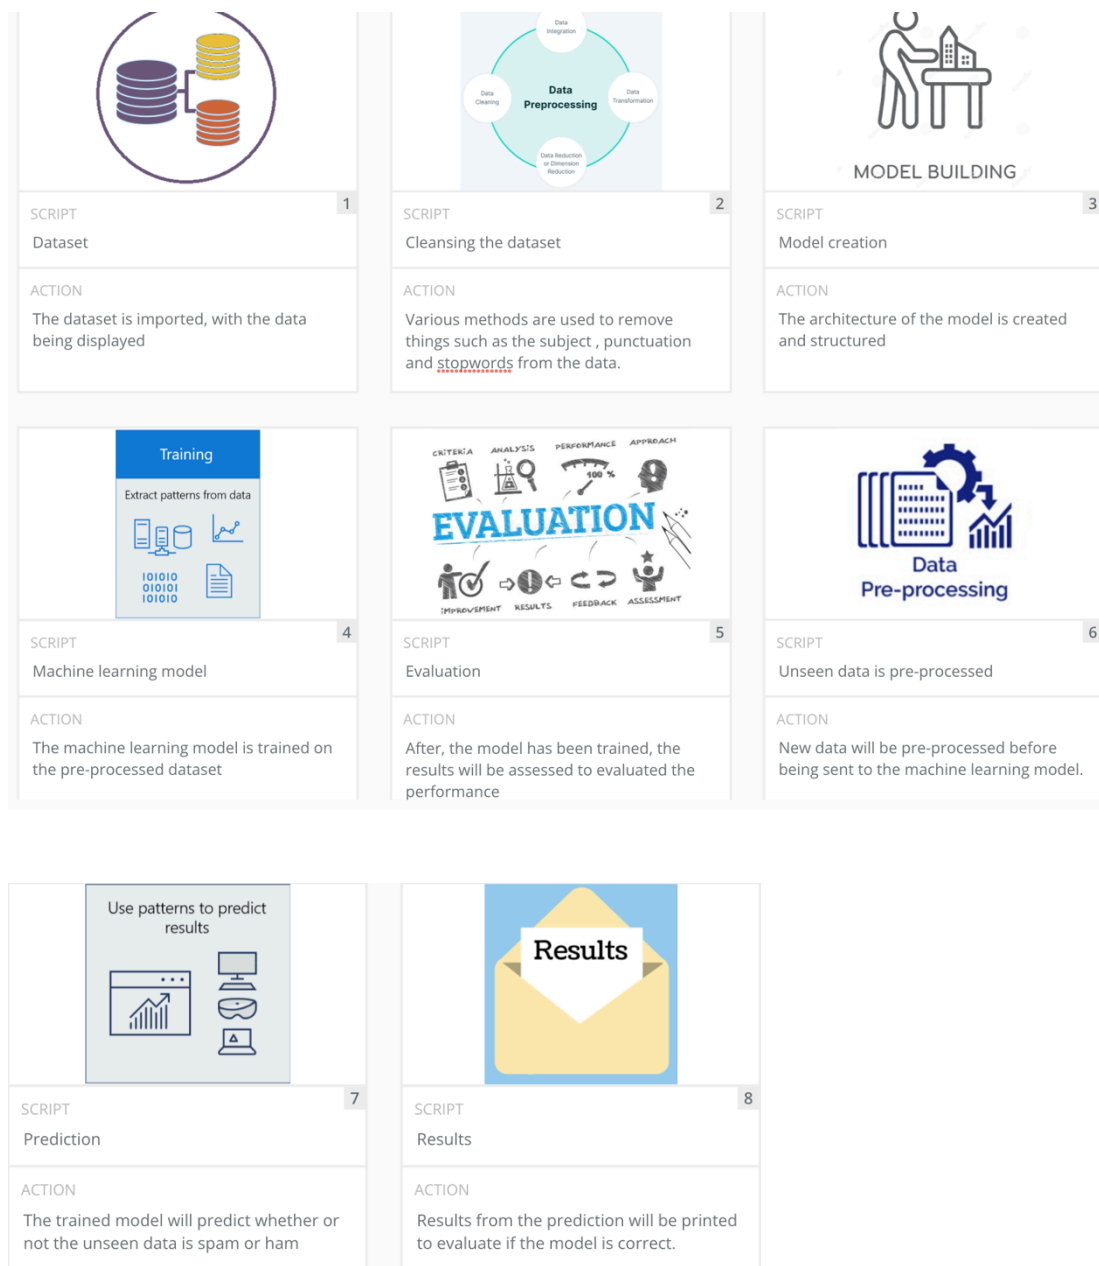 Data
Integration
Data
Cleaning
Data
Preprocessing
Data
Transformation
Data Reduction
or Dimension
Reduction
MODEL BUILDING
1
SCRIPT
Dataset
ACTION
The dataset is imported, with the data
being displayed
2
SCRIPT
Cleansing the dataset
ACTION
Various methods are used to remove
things such as the subject , punctuation
and stopwords from the data.
3
SCRIPT
Model creation
ACTION
The architecture of the model is created
and structured
Training
Extract patterns from data
101010
010101
101010
4
SCRIPT
Machine learning model
ACTION
The machine learning model is trained on
the pre-processed dataset
CRITERIA ANALYSIS PERFORMANCE APPROACH
100 %
EVALUATION
IMPROVEMENT RESULTS FEEDBACK ASSESSMENT
5
SCRIPT
Evaluation
ACTION
After, the model has been trained, the
results will be assessed to evaluated the
performance
Data
Pre-processing
6
SCRIPT
Unseen data is pre-processed
ACTION
New data will be pre-processed before
being sent to the machine learning model.
Use patterns to predict
results
7
SCRIPT
Prediction
ACTION
The trained model will predict whether or
not the unseen data is spam or ham
Results
8
SCRIPT
Results
ACTION
Results from the prediction will be printed
to evaluate if the model is correct.